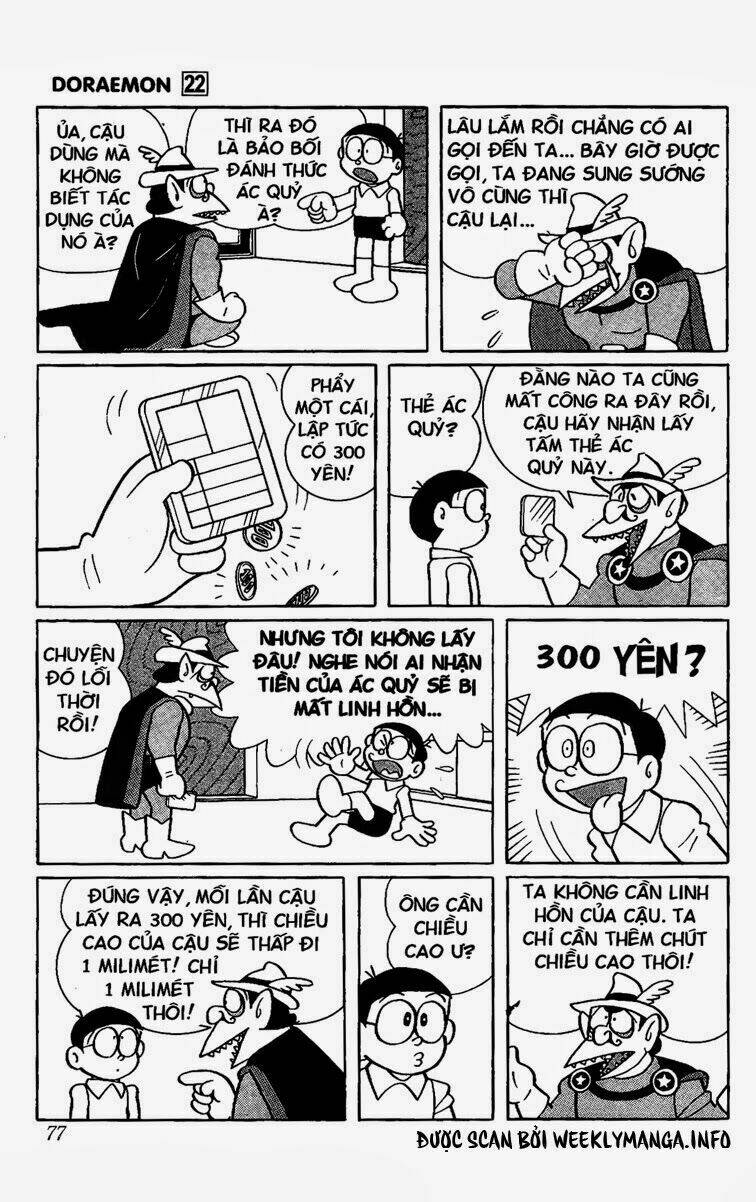 DORAEMON 22
LÂU LẮM RỒI CHẲNG CÓ AI
GỌI ĐẾN TA... BÂY GIỜ ĐƯỢC
GỌI, TA ĐANG SUNG SƯỚNG
VÔ CÙNG THÌ
CẬU LẠI...
THÌ RA ĐÓ
LÀ BẢO BỐI
ĐÁNH THỨC
ÁC QUỶ
À?
ỦA, CẬU
DÙNG MÀ
KHÔNG
BIẾT TÁC
DỤNG CỦA
NÓ À?
ĐẰNG NÀO TA CŨNG
MẤT CÔNG RA ĐÂY RỒI,
CẬU HÃY NHẬN LẤY
TẤM THẺ ÁC
QUỶ NÀY.
THẺ ÁC
QUỶ?
PHẨY
MỘT CÁI,
LẬP TỨC
CÓ 300
YÊN!
300 YÊN?
NHƯNG TÔI KHÔNG LẤY
ĐÂU! NGHE NÓI AI NHẬN
TIỀN CỦA ÁC QUỶ SẼ BỊ
MẤT LINH HỒN...
CHUYỆN
ĐÓ LỖI
THỜI
RỒI!
TA KHÔNG CẦN LINH
HỒN CỦA CẬU. TA
CHỈ CẦN THÊM CHÚT
CHIỀU CAO THÔI!
ÔNG CẦN
CHIỀU
CAO Ư?
ĐÚNG VẬY, MỖI LẦN CẬU
LẤY RA 300 YÊN, THÌ CHIỀU
CAO CỦA CẬU SẼ THẤP ĐI
1 MILIMÉT! CHỈ
1 MILIMÉT
THÔI!
77
ĐƯỢC SCAN BỞI WEEKLYMANGA.INFO